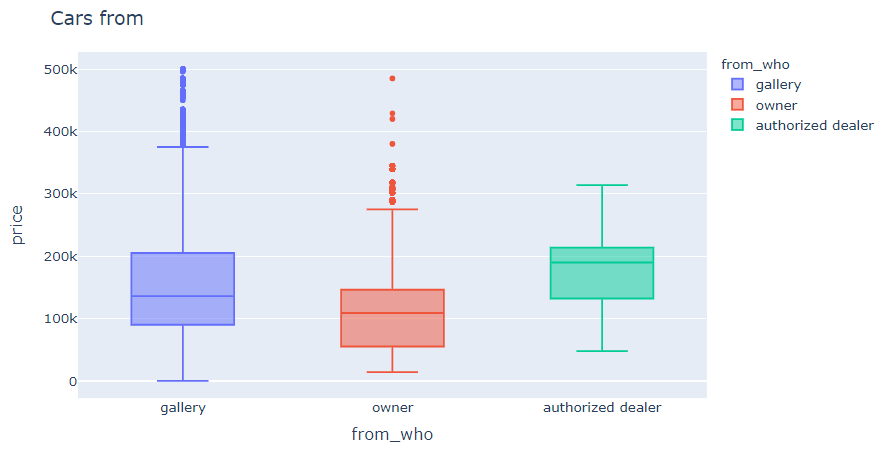 Cars from
500k
400k
300k
200k
100k
0
price
gallery owner authorized dealer
from_who
from_who
gallery
owner
authorized dealer